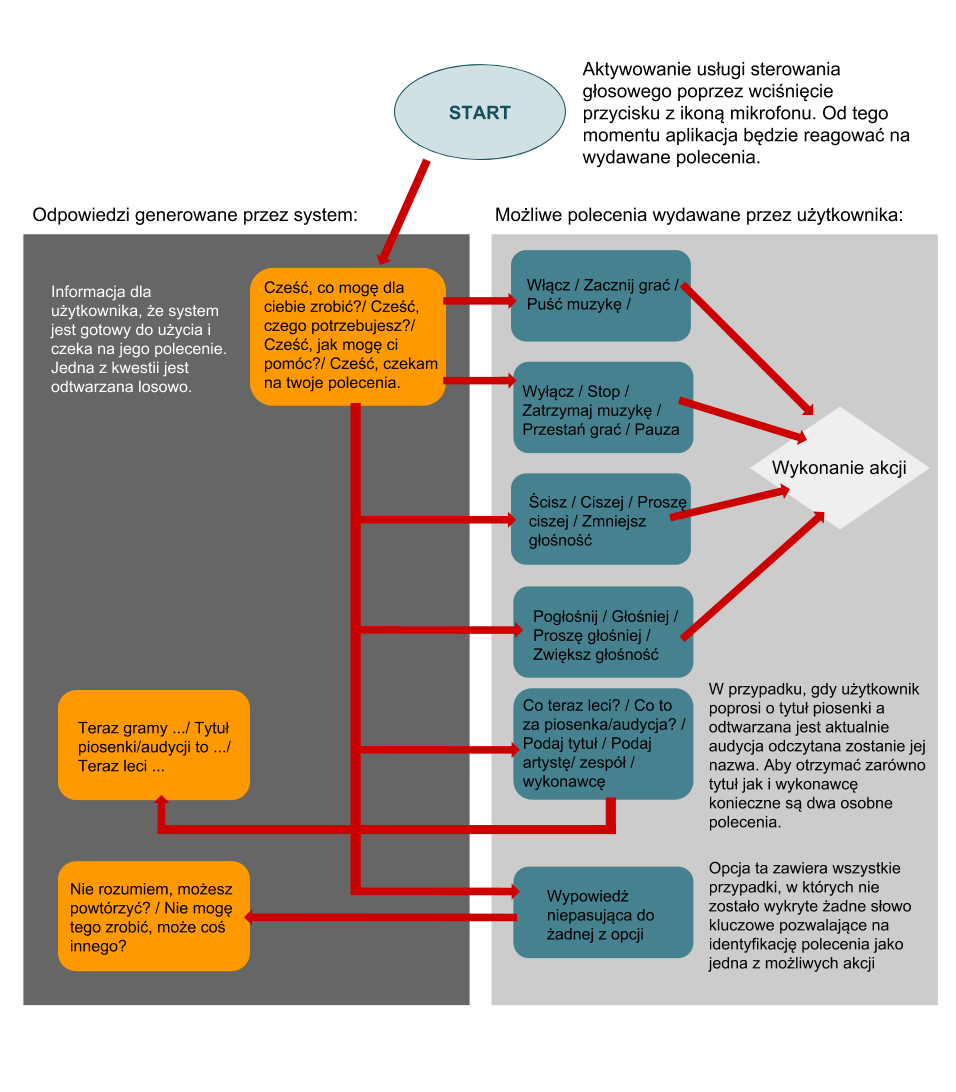 START
Aktywowanie usługi sterowania
głosowego poprzez wciśnięcie
przycisku z ikoną mikrofonu. Od tego
momentu aplikacja będzie reagować na
wydawane polecenia.
Odpowiedzi generowane przez system:
Możliwe polecenia wydawane przez użytkownika:
Informacja dla
użytkownika, że system
jest gotowy do użycia i
czeka na jego polecenie.
Jedna z kwestii jest
odtwarzana losowo.
Cześć, co mogę dla
ciebie zrobić?/ Cześć,
czego potrzebujesz?/
Cześć, jak mogę ci
pomóc?/ Cześć, czekam
na twoje polecenia.
Włącz / Zacznij grać /
Puść muzykę /
Wyłącz / Stop /
Zatrzymaj muzykę /
Przestań grać / Pauza
Wykonanie akcji
Ścisz / Ciszej / Proszę
ciszej / Zmniejsz
głośność
Pogłośnij / Głośniej /
Proszę głośniej /
Zwiększ głośność
Teraz gramy .../ Tytuł
piosenki/audycji to .../
Teraz leci ...
Co teraz leci? / Co to
za piosenka/audycja? /
Podaj tytuł / Podaj
artystę/ zespół /
wykonawcę
W przypadku, gdy użytkownik
poprosi o tytuł piosenki a
odtwarzana jest aktualnie
audycja odczytana zostanie jej
nazwa. Aby otrzymać zarówno
tytuł jak i wykonawcę
konieczne są dwa osobne
polecenia.
Nie rozumiem, możesz
powtórzyć? / Nie mogę
tego zrobić, może coś
innego?
Wypowiedź
niepasująca do
żadnej z opcji
Opcja ta zawiera wszystkie
przypadki, w których nie
zostało wykryte żadne słowo
kluczowe pozwalające na
identyfikację polecenia jako
jedna z możliwych akcji